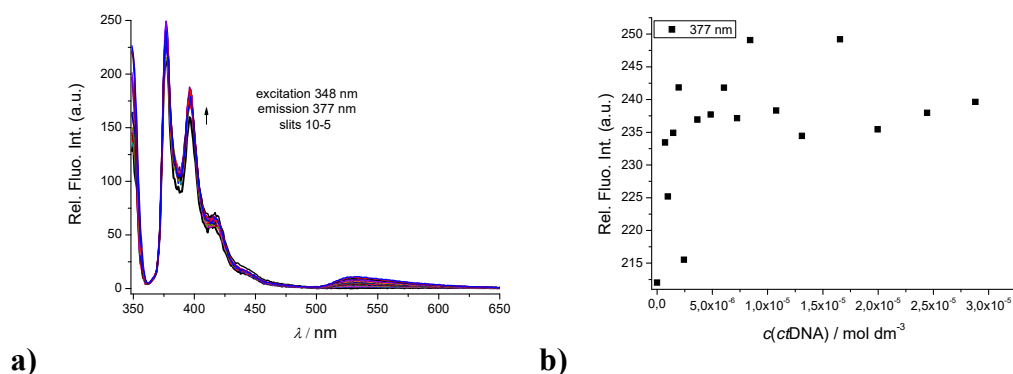 250
200
150
100
50
0
Rel. Fluo. Int. (a.u.)
excitation 348 nm
emission 377 nm
slits 10-5
350 400 450 500 550 600 650
λ / nm
a)
377 nm
250
245
240
235
230
225
220
215
Rel. Fluo. Int. (a.u.)
0,0 5,0x10⁻⁶ 1,0x10⁻⁵ 1,5x10⁻⁵ 2,0x10⁻⁵ 2,5x10⁻⁵ 3,0x10⁻⁵
c(ctDNA) / mol dm⁻³
b)